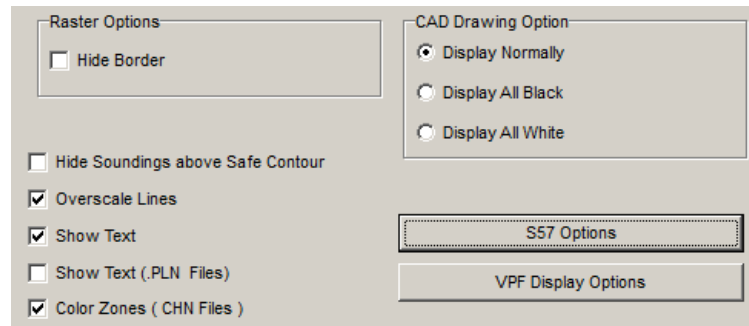 Raster Options
Hide Border
CAD Drawing Option
Display Normally
Display All Black
Display All White
Hide Soundings above Safe Contour
Overscale Lines
Show Text
Show Text (.PLN Files)
Color Zones ( CHN Files )
S57 Options
VPF Display Options